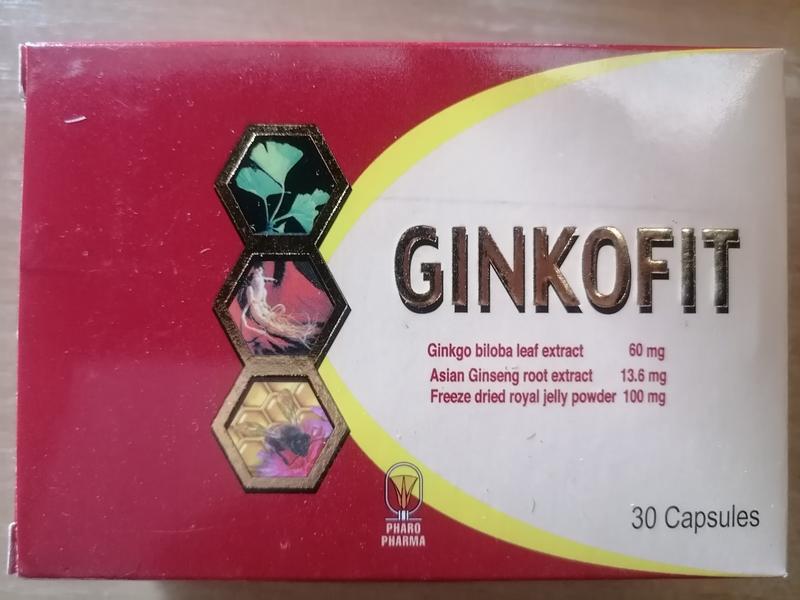 GINKOFIT
Ginkgo biloba leaf extract 60 mg
Asian Ginseng root extract 13.6 mg
Freeze dried royal jelly powder 100 mg
PHARO
PHARMA
30 Capsules